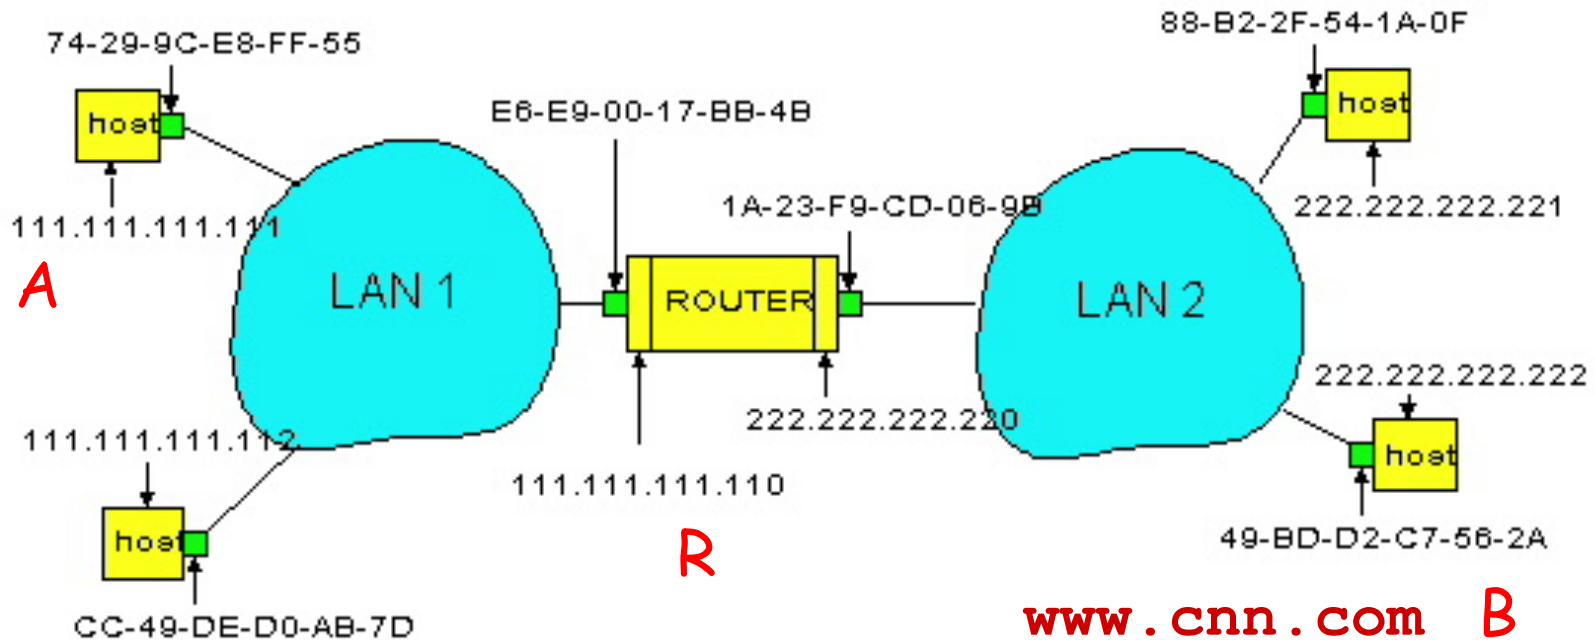 88-B2-2F-54-1A-0F
74-29-9C-E8-FF-55
host
host
E6-E9-00-17-BB-4B
111.111.111.111
1A-23-F9-CD-06-9B
222.222.222.221
A
LAN 1
ROUTER
LAN 2
222.222.222.222
111.111.111.112
222.222.222.220
host
111.111.111.110
host
R
49-BD-D2-C7-56-2A
CC-49-DE-D0-AB-7D
www.cnn.com B